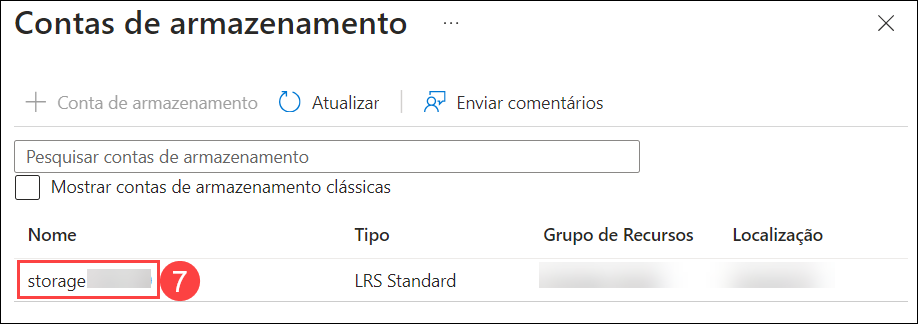 Contas de armazenamento ...
+ Conta de armazenamento Atualizar Enviar comentários
Pesquisar contas de armazenamento
Mostrar contas de armazenamento clássicas
Nome Tipo Grupo de Recursos Localização
storage 7 LRS Standard